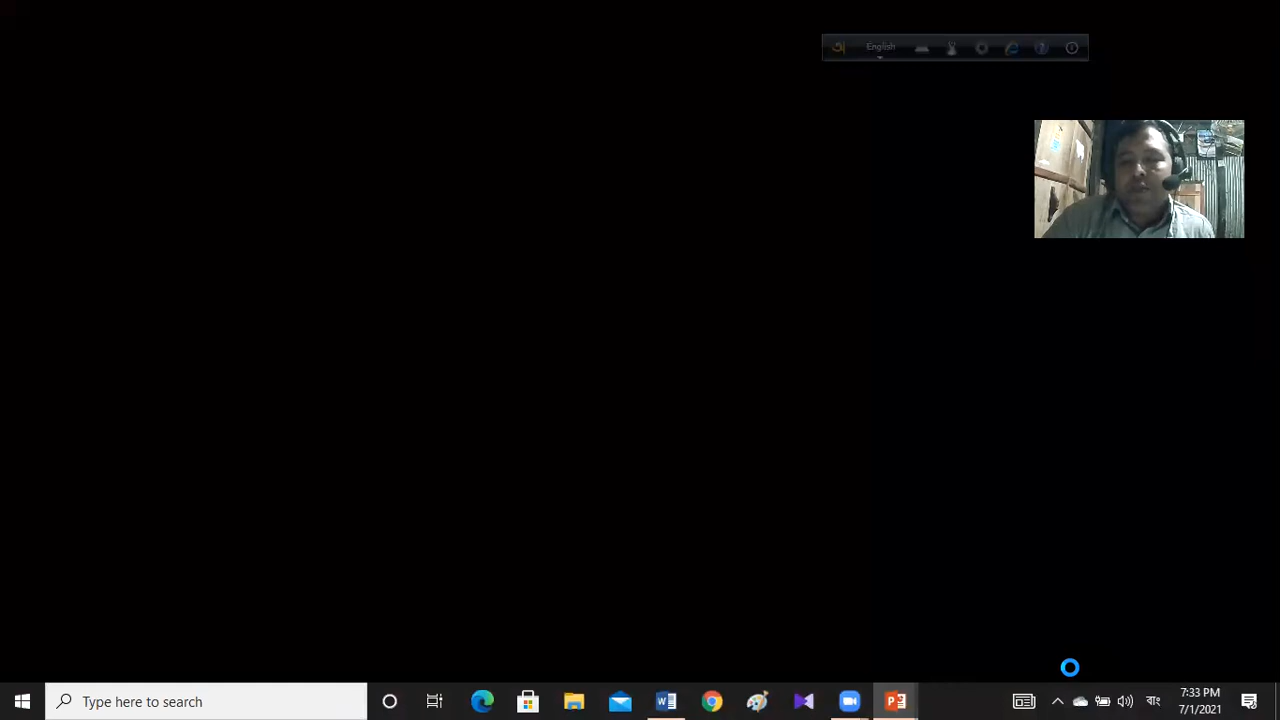 অ English
Type here to search
বাং
7:33 PM
7/1/2021